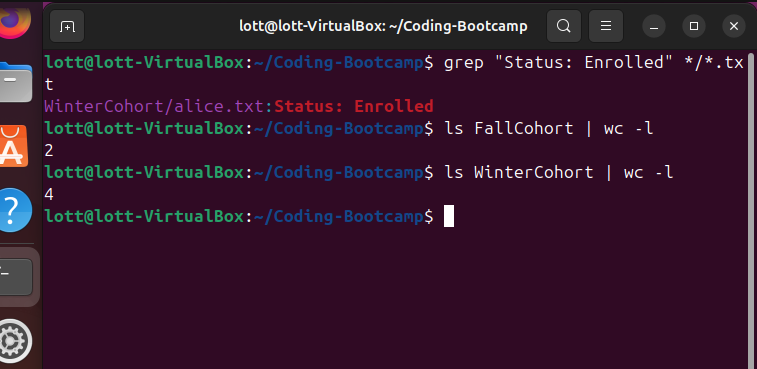 lott@lott-VirtualBox: ~/Coding-Bootcamp
lott@lott-VirtualBox:~/Coding-Bootcamp$ grep "Status: Enrolled" */*.tx
t
WinterCohort/alice.txt:Status: Enrolled
lott@lott-VirtualBox:~/Coding-Bootcamp$ ls FallCohort | wc -l
2
lott@lott-VirtualBox:~/Coding-Bootcamp$ ls WinterCohort | wc -l
4
lott@lott-VirtualBox:~/Coding-Bootcamp$